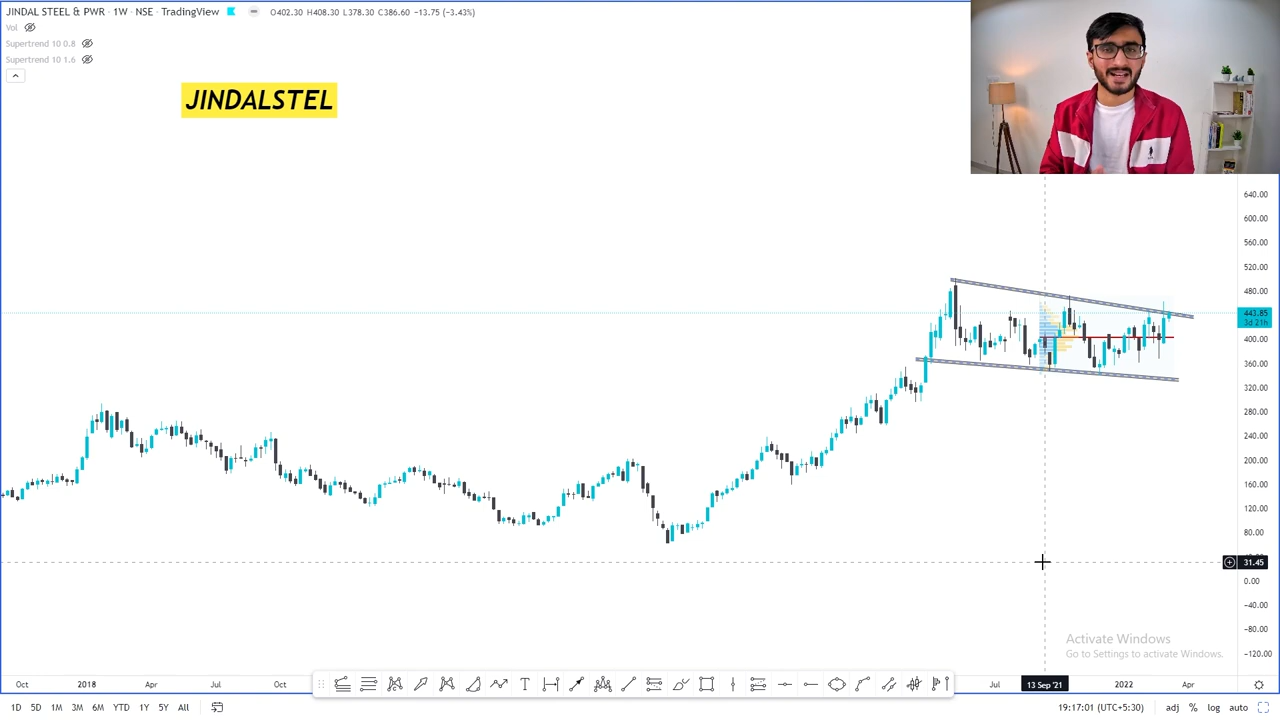 JINDAL STEEL & PWR · 1W · NSE · TradingView O402.30 H408.30 L378.30 C386.60 −13.75 (−3.43%)
Vol
Supertrend 10 0.8
Supertrend 10 1.6
JINDALSTEL
640.00
600.00
560.00
520.00
480.00
443.85
3d 21h
400.00
360.00
320.00
280.00
240.00
200.00
160.00
120.00
80.00
31.45
0.00
−40.00
−80.00
−120.00
Activate Windows
Go to Settings to activate Windows.
Oct 2018 Apr Jul Oct Jul 13 Sep '21 2022 Apr
1D 5D 1M 3M 6M YTD 1Y 5Y All 19:17:01 (UTC+5:30) adj % log auto